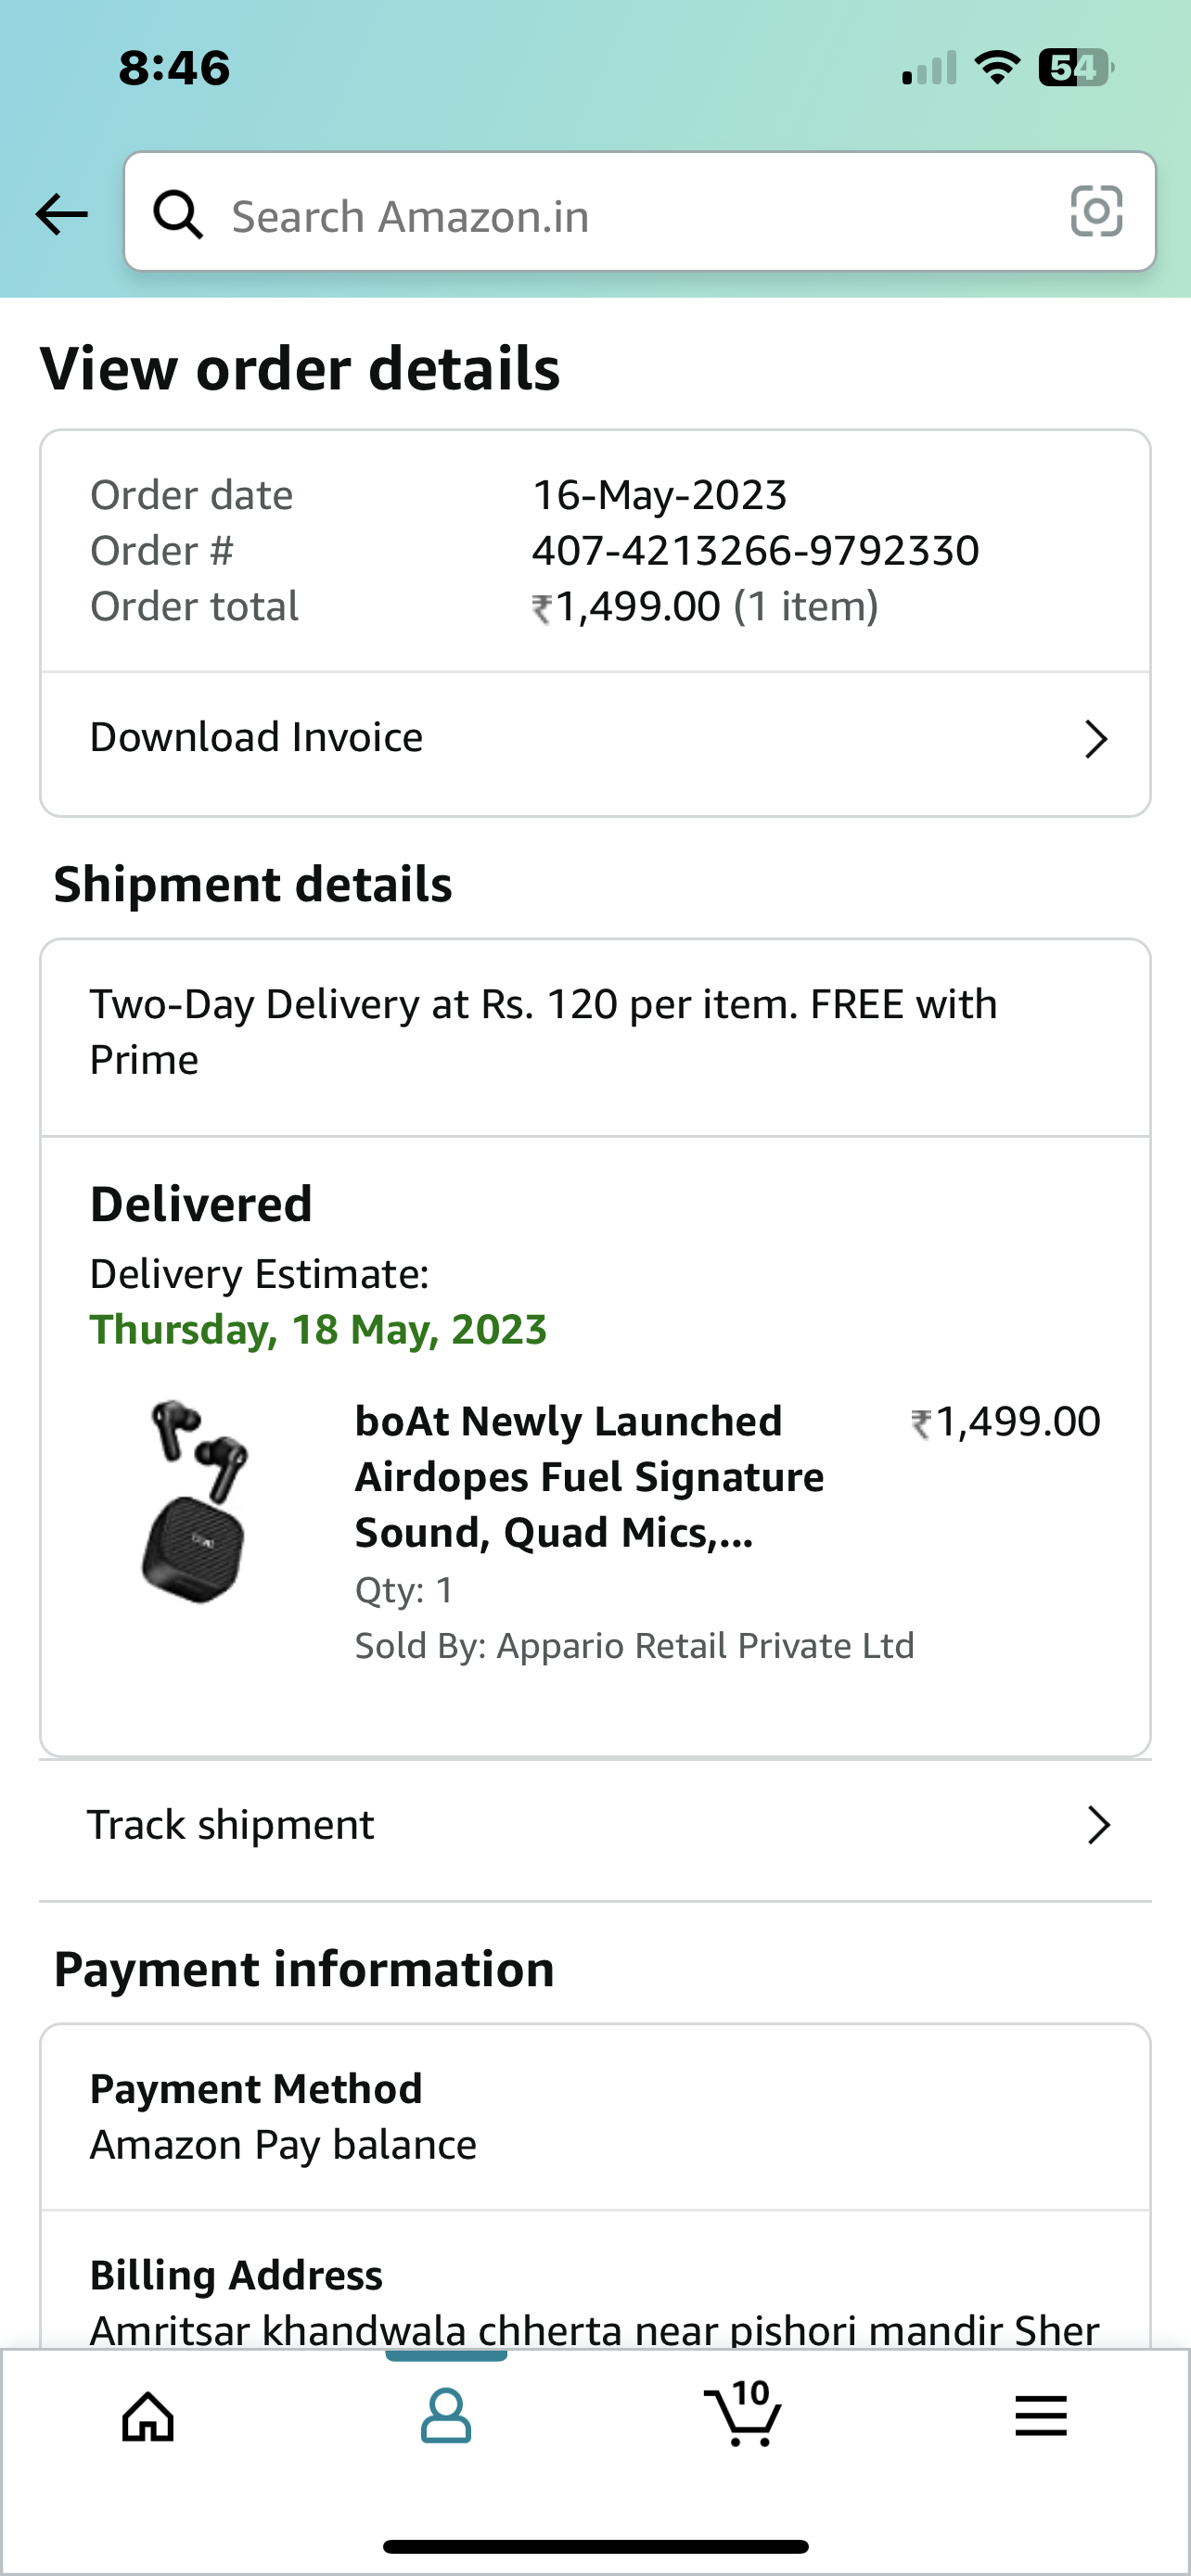 8:46
54
Search Amazon.in
View order details
Order date 16-May-2023
Order # 407-4213266-9792330
Order total ₹1,499.00 (1 item)
Download Invoice
Shipment details
Two-Day Delivery at Rs. 120 per item. FREE with
Prime
Delivered
Delivery Estimate:
Thursday, 18 May, 2023
boAt Newly Launched ₹1,499.00
Airdopes Fuel Signature
Sound, Quad Mics,...
Qty: 1
Sold By: Appario Retail Private Ltd
Track shipment
Payment information
Payment Method
Amazon Pay balance
Billing Address
Amritsar khandwala chherta near pishori mandir Sher
10